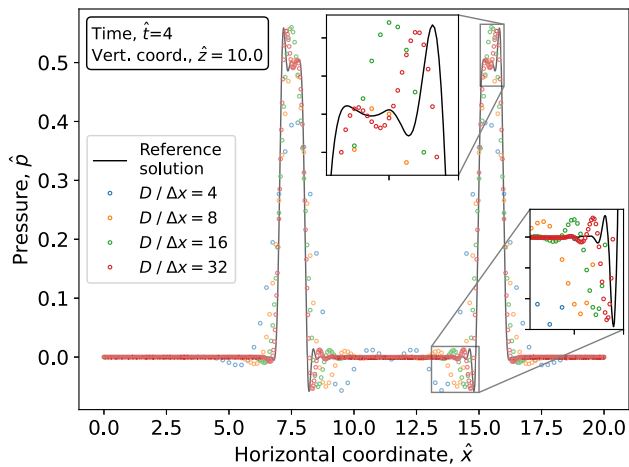 Time, t̂=4
Vert. coord., ẑ = 10.0
Reference
solution
D / Δx = 4
D / Δx = 8
D / Δx = 16
D / Δx = 32
Pressure, p̂
0.5
0.4
0.3
0.2
0.1
0.0
0.0 2.5 5.0 7.5 10.0 12.5 15.0 17.5 20.0
Horizontal coordinate, x̂